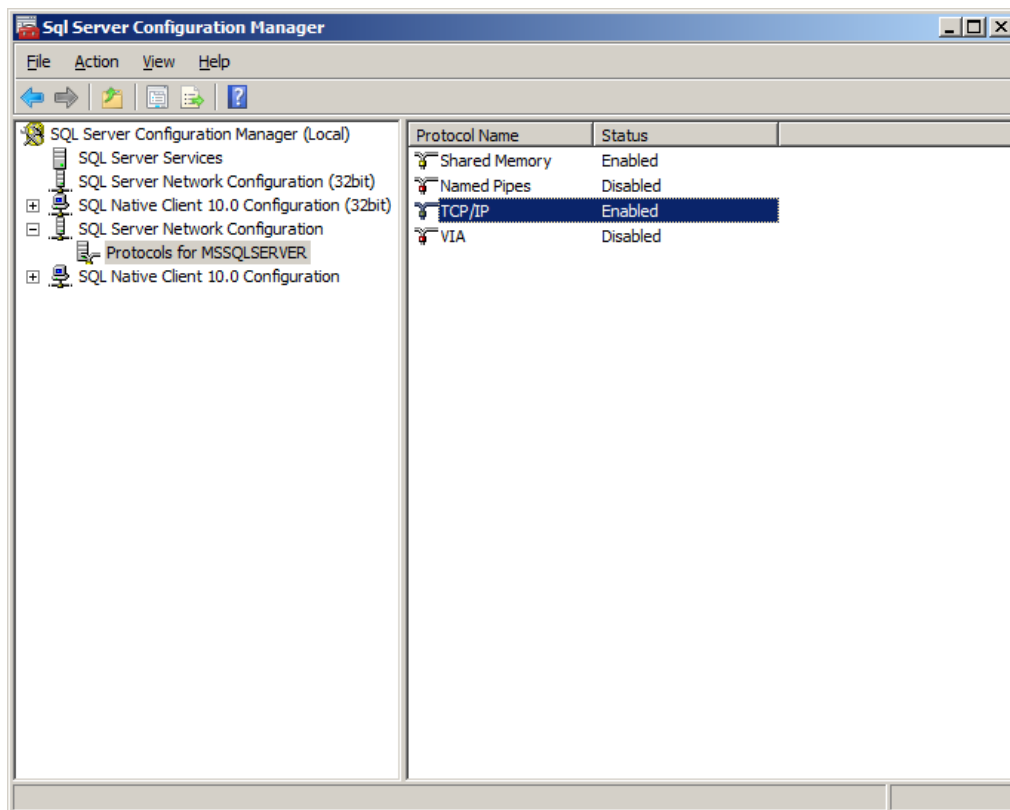 Sql Server Configuration Manager
File Action View Help
SQL Server Configuration Manager (Local)
SQL Server Services
SQL Server Network Configuration (32bit)
SQL Native Client 10.0 Configuration (32bit)
SQL Server Network Configuration
Protocols for MSSQLSERVER
SQL Native Client 10.0 Configuration
Protocol Name Status
Shared Memory Enabled
Named Pipes Disabled
TCP/IP Enabled
VIA Disabled